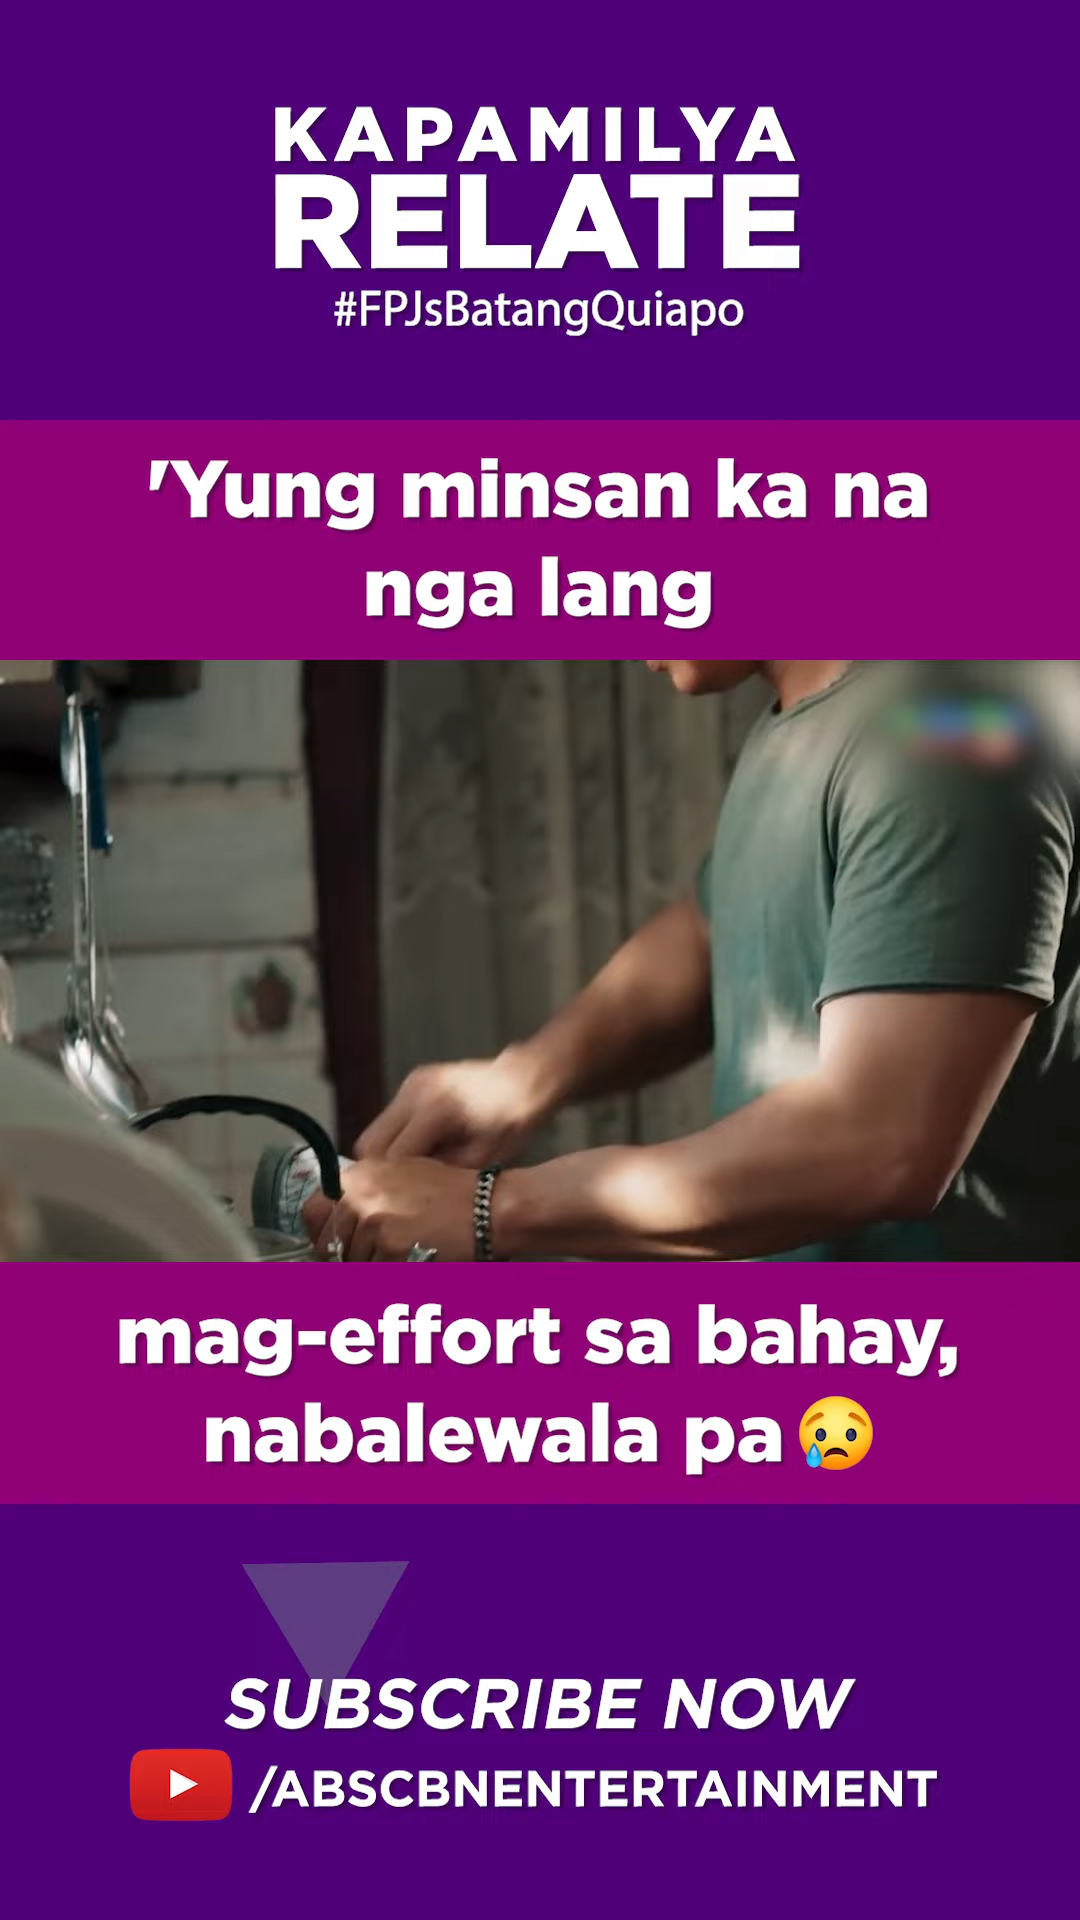 KAPAMILYA
RELATE
#FPJsBatangQuiapo
'Yung minsan ka na
nga lang
mag-effort sa bahay,
nabalewala pa😢
SUBSCRIBE NOW
/ABSCBNENTERTAINMENT